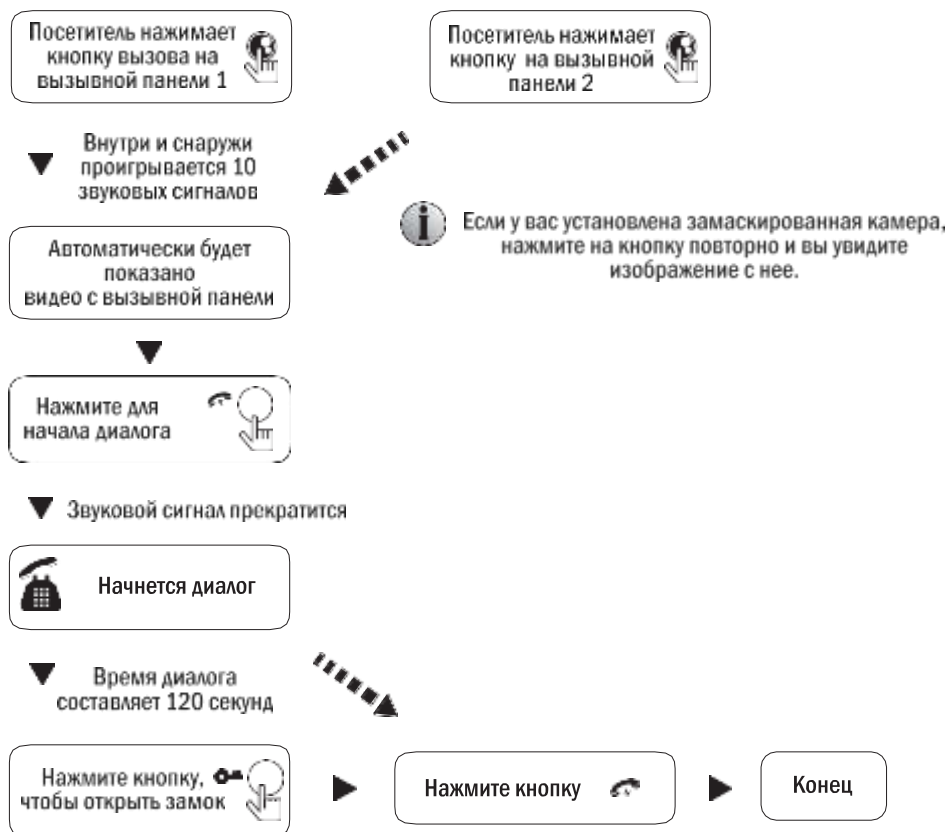 Посетитель нажимает
кнопку вызова на
вызывной панели 1
Посетитель нажимает
кнопку на вызывной
панели 2
Внутри и снаружи
проигрывается 10
звуковых сигналов
Если у вас установлена замаскированная камера,
нажмите на кнопку повторно и вы увидите
изображение с нее.
Автоматически будет
показано
видео с вызывной панели
Нажмите для
начала диалога
Звуковой сигнал прекратится
Начнется диалог
Время диалога
составляет 120 секунд
Нажмите кнопку,
чтобы открыть замок
Нажмите кнопку
Конец